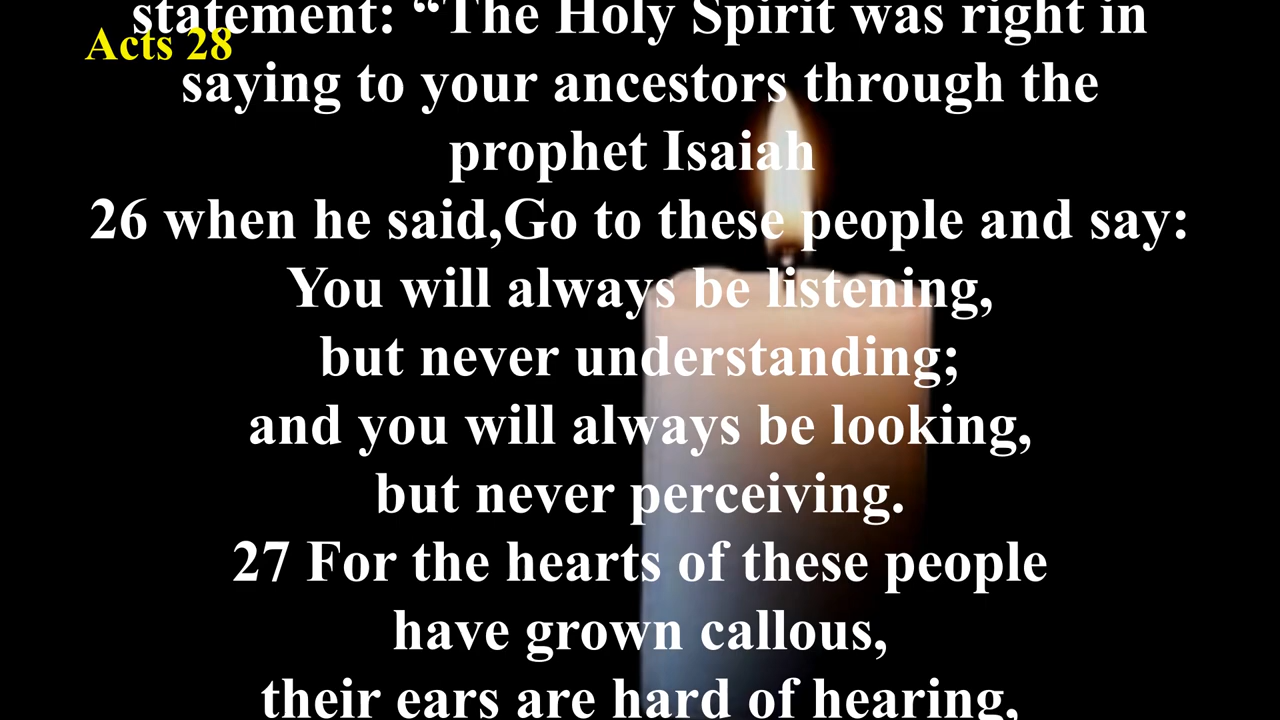 statement: “The Holy Spirit was right in
Acts 28
saying to your ancestors through the
prophet Isaiah
26 when he said,Go to these people and say:
You will always be listening,
but never understanding;
and you will always be looking,
but never perceiving.
27 For the hearts of these people
have grown callous,
their ears are hard of hearing,